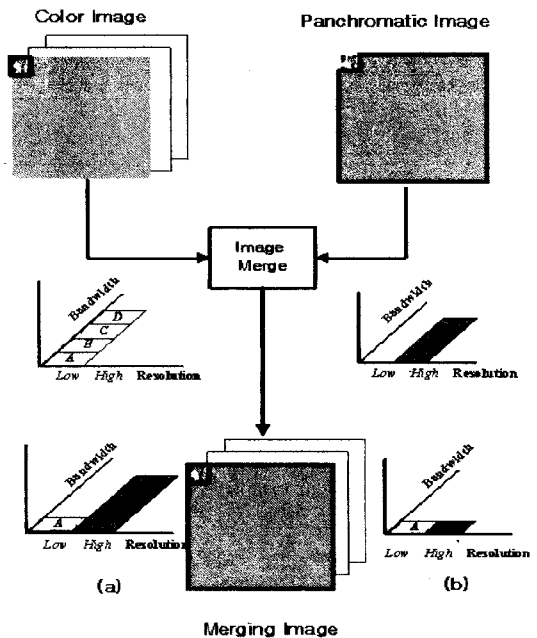 Color Image
Panchromatic Image
Image
Merge
Bandwidth
D
C
B
A
Low High Resolution
Bandwidth
Low High Resolution
Bandwidth
A
Low High Resolution
(a)
Bandwidth
A
Low High Resolution
(b)
Merging Image